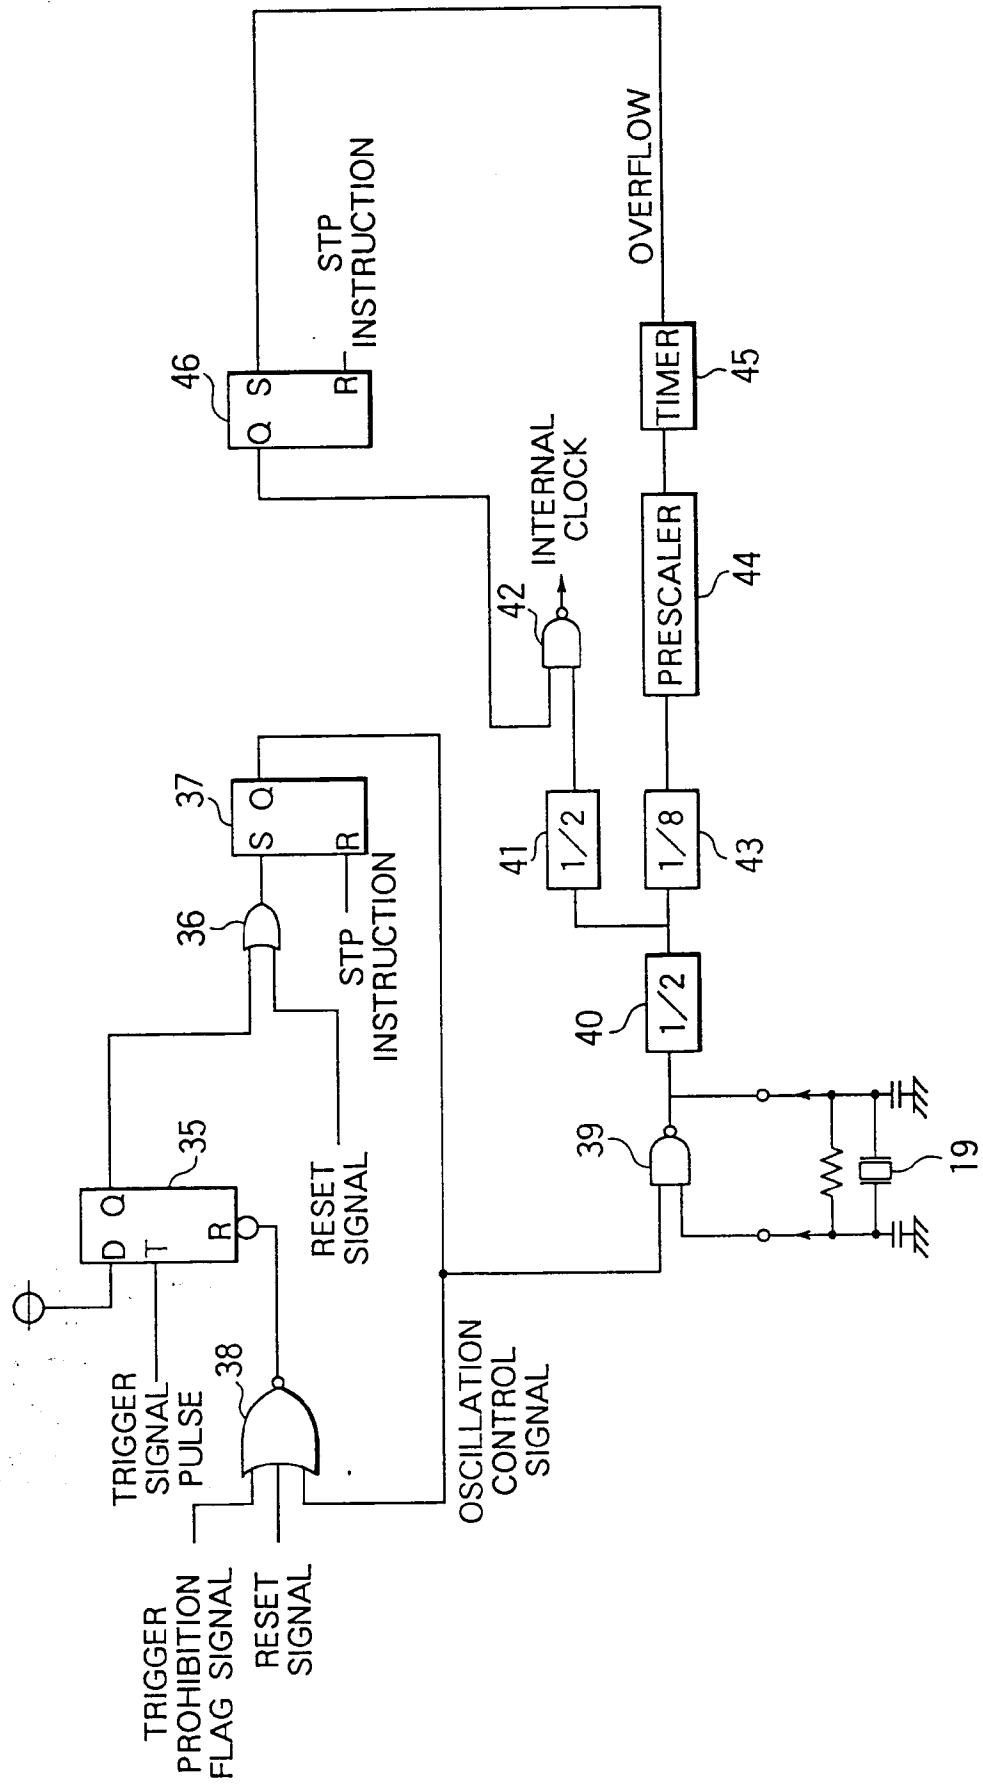 TRIGGER
PROHIBITION
FLAG SIGNAL
RESET
SIGNAL
TRIGGER
SIGNAL
PULSE
38
D Q
T
R
35
RESET
SIGNAL
36
37
S Q
R
STP
INSTRUCTION
OSCILLATION
CONTROL
SIGNAL
39
19
40
1/2
41
1/2
1/8
43
42
INTERNAL
CLOCK
PRESCALER
44
TIMER
45
OVERFLOW
46
Q S
R
STP
INSTRUCTION